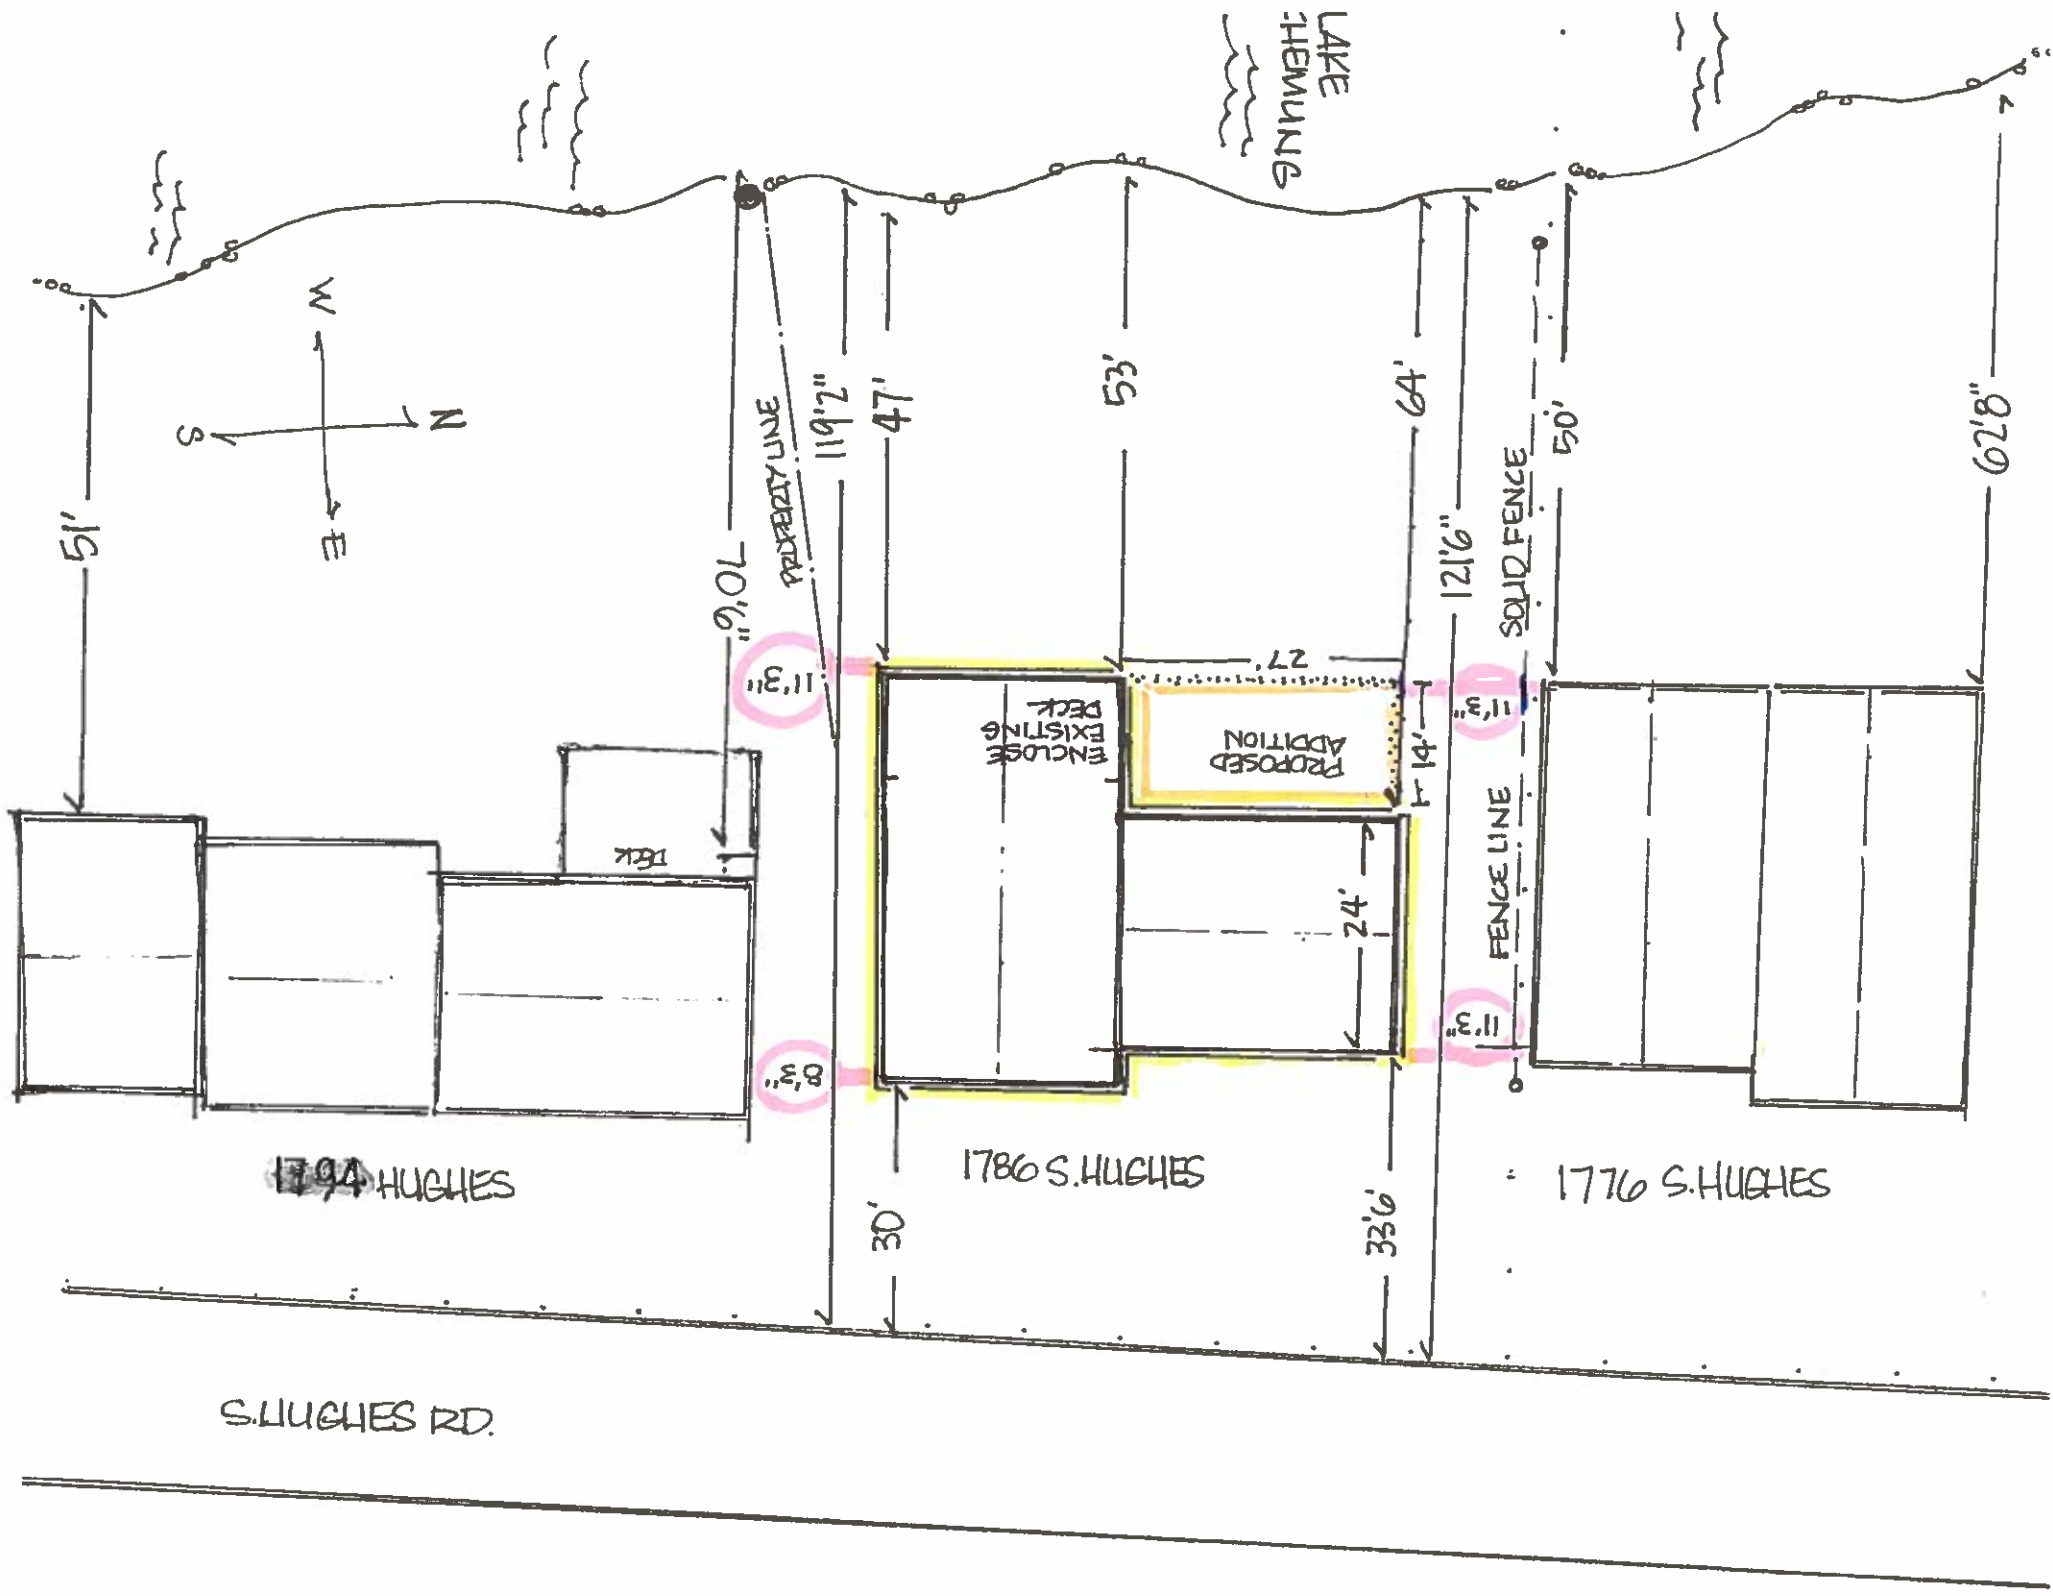 LAKE
CHEMUNG
W
N
S
E
51'
70'6"
PROPERTY LINE
119'2"
47'
53'
64'
121'6"
SOLID FENCE
50'
62'8"
27'
11'3"
11'3"
ENCLOSE
EXISTING
DECK
PROPOSED
ADDITION
14'
DECK
24'
FENCE LINE
8'3"
11'3"
1794 HUGHES
1786 S. HUGHES
1776 S. HUGHES
30'
33'6"
S. HUGHES RD.